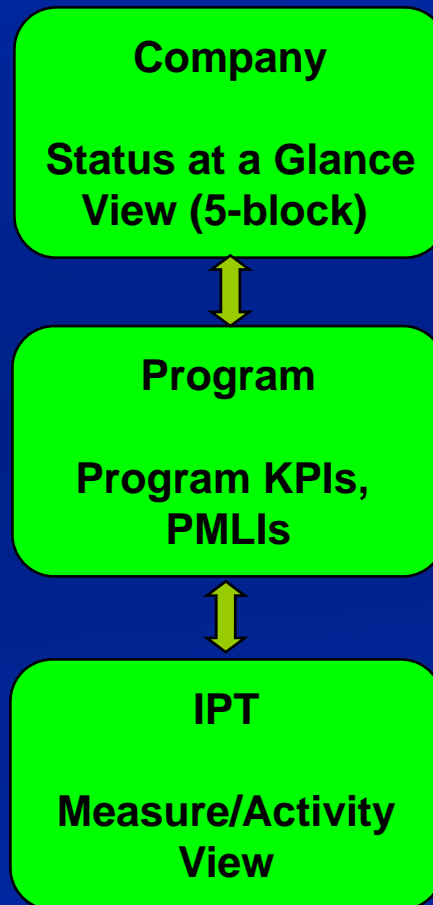 Company
Status at a Glance
View (5-block)
Program
Program KPIs,
PMLIs
IPT
Measure/Activity
View